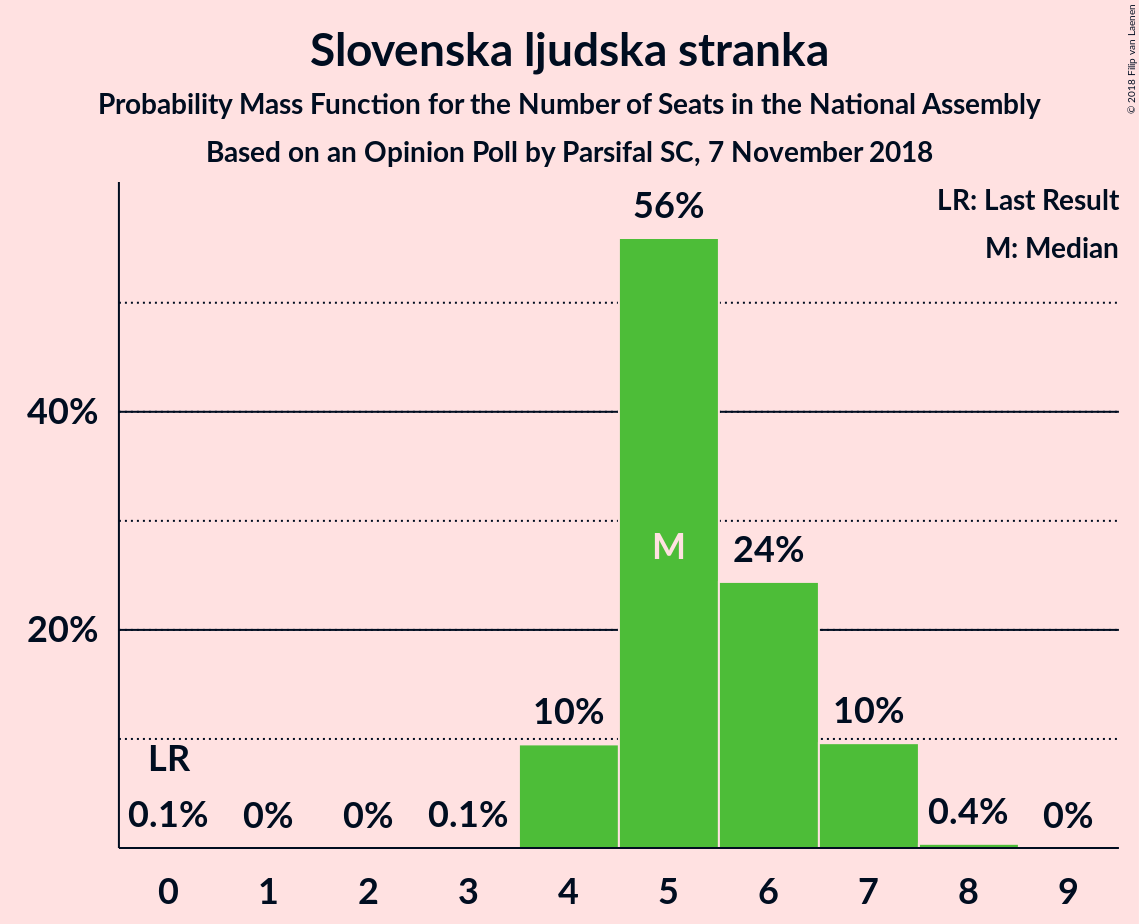 Slovenska ljudska stranka
Probability Mass Function for the Number of Seats in the National Assembly
Based on an Opinion Poll by Parsifal SC, 7 November 2018
© 2018 Filip van Laenen
LR: Last Result
M: Median
56%
40%
M
24%
20%
10%
10%
LR
0.1%
0%
0%
0.1%
0.4%
0%
0 1 2 3 4 5 6 7 8 9